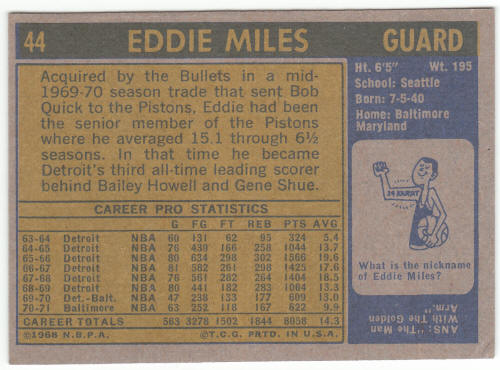 44 EDDIE MILES GUARD
Acquired by the Bullets in a mid-
1969-70 season trade that sent Bob
Quick to the Pistons, Eddie had been
the senior member of the Pistons
where he averaged 15.1 through 6½
seasons. In that time he became
Detroit's third all-time leading scorer
behind Bailey Howell and Gene Shue.
Ht. 6'5" Wt. 195
School: Seattle
Born: 7-5-40
Home: Baltimore
Maryland
24 KARAT
What is the nickname
of Eddie Miles?
ANS: "The Man
With The Golden
Arm."
CAREER PRO STATISTICS
G FG FT REB PTS AVG
63-64 Detroit NBA 60 131 62 95 324 5.4
64-65 Detroit NBA 76 439 166 258 1044 13.7
65-66 Detroit NBA 80 634 298 302 1566 19.6
66-67 Detroit NBA 81 582 261 298 1425 17.6
67-68 Detroit NBA 76 561 282 264 1404 18.5
68-69 Detroit NBA 80 441 182 180 1064 13.3
69-70 Det.-Balt. NBA 47 238 133 177 609 13.0
70-71 Baltimore NBA 63 252 118 167 622 9.9
CAREER TOTALS 563 3278 1502 1844 8058 14.3
©1968 N.B.P.A. ©T.C.G. PRTD. IN U.S.A.